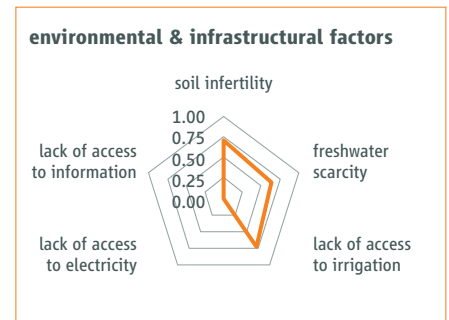 environmental & infrastructural factors
soil infertility
1.00
0.75
0.50
0.25
0.00
lack of access
to information
freshwater
scarcity
lack of access
to electricity
lack of access
to irrigation